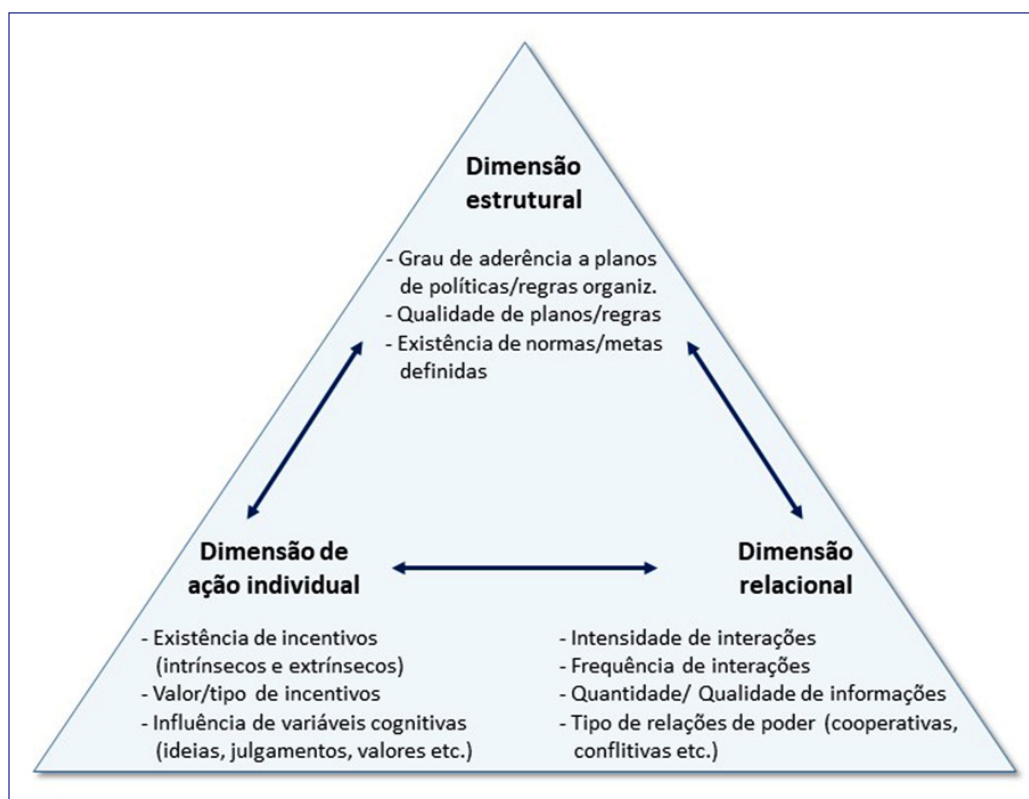 Dimensão
estrutural
- Grau de aderência a planos
de políticas/regras organiz.
- Qualidade de planos/regras
- Existência de normas/metas
definidas
Dimensão de
ação individual
- Existência de incentivos
(intrínsecos e extrínsecos)
- Valor/tipo de incentivos
- Influência de variáveis cognitivas
(ideias, julgamentos, valores etc.)
Dimensão
relacional
- Intensidade de interações
- Frequência de interações
- Quantidade/ Qualidade de informações
- Tipo de relações de poder (cooperativas,
conflitivas etc.)